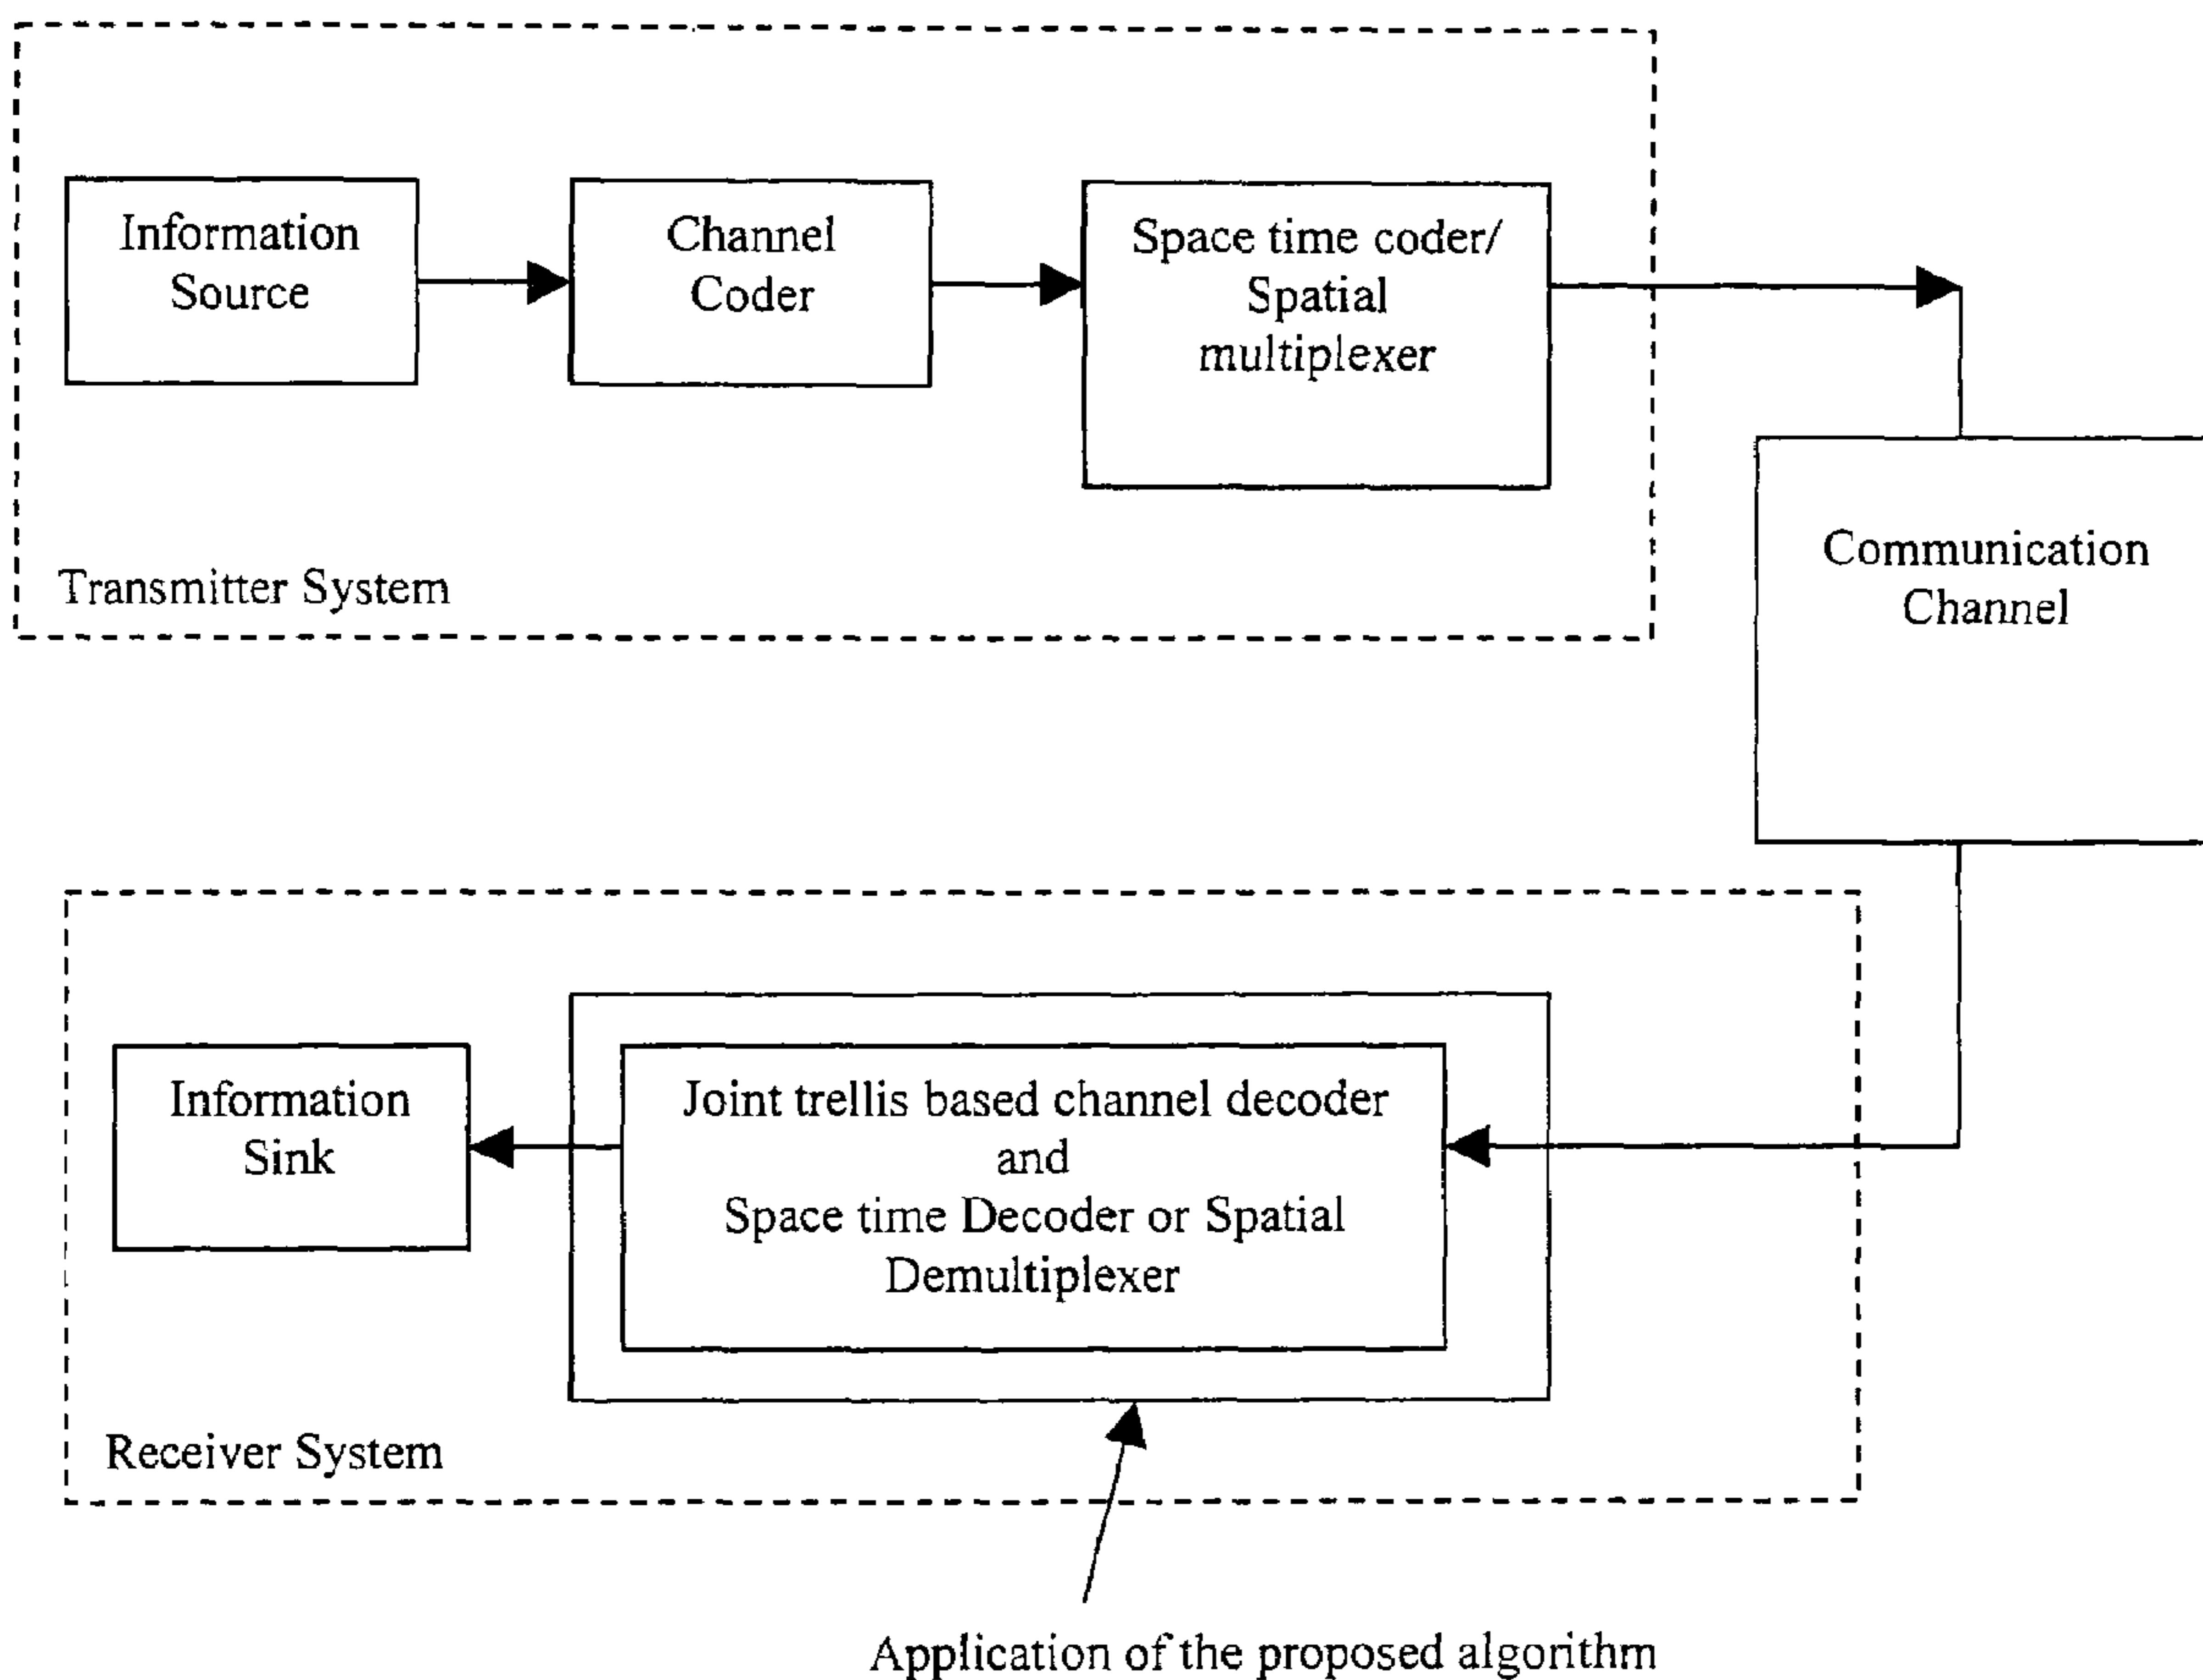 Information
Source
Channel
Coder
Space time coder/
Spatial
multiplexer
Transmitter System
Communication
Channel
Information
Sink
Joint trellis based channel decoder
and
Space time Decoder or Spatial
Demultiplexer
Receiver System
Application of the proposed algorithm